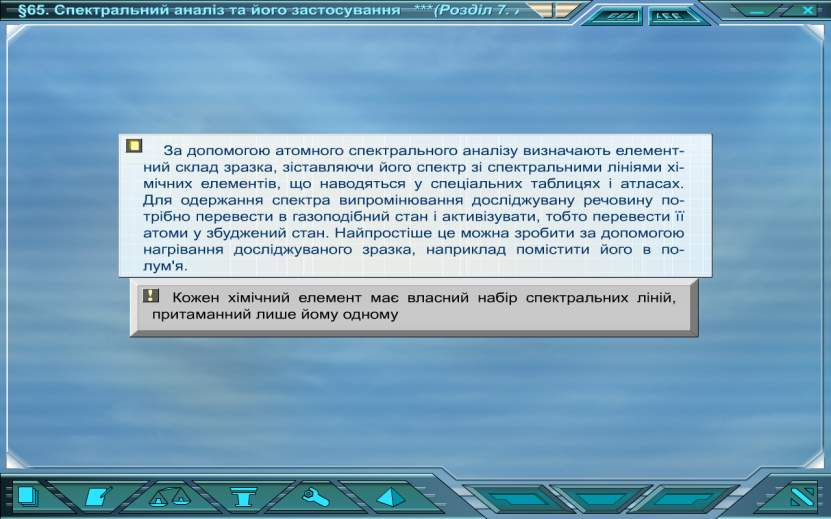 §65. Спектральний аналіз та його застосування ***(Розділ 7.
За допомогою атомного спектрального аналізу визначають елемент-
ний склад зразка, зіставляючи його спектр зі спектральними лініями хі-
мічних елементів, що наводяться у спеціальних таблицях і атласах.
Для одержання спектра випромінювання досліджувану речовину по-
трібно перевести в газоподібний стан і активізувати, тобто перевести її
атоми у збуджений стан. Найпростіше це можна зробити за допомогою
нагрівання досліджуваного зразка, наприклад помістити його в по-
лум'я.
Кожен хімічний елемент має власний набір спектральних ліній,
притаманний лише йому одному